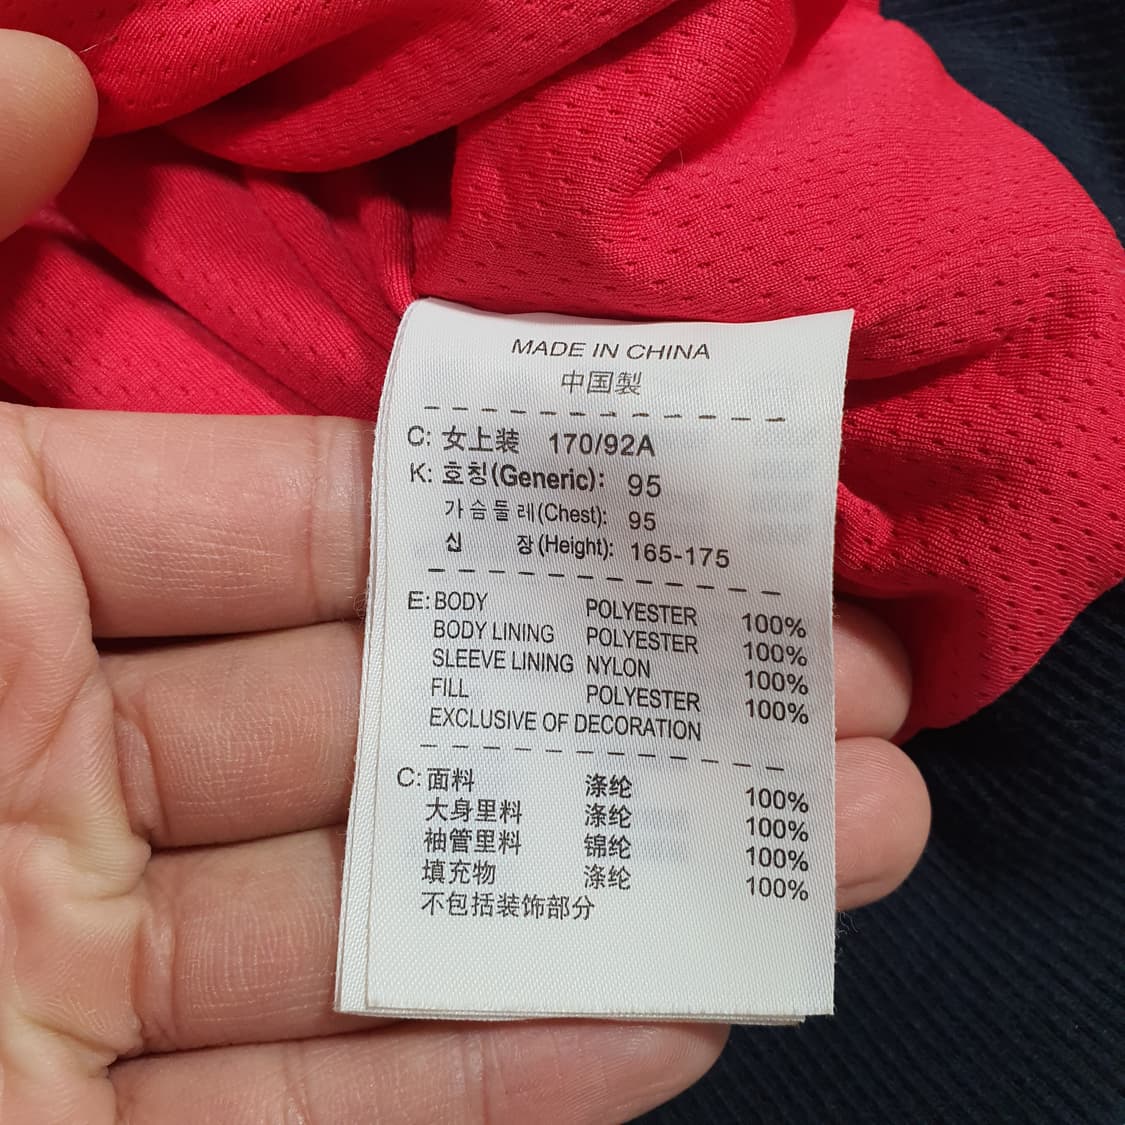 MADE IN CHINA
中国製
C: 女上装 170/92A
K: 호칭(Generic): 95
가슴둘레(Chest): 95
신 장(Height): 165-175
E: BODY POLYESTER 100%
BODY LINING POLYESTER 100%
SLEEVE LINING NYLON 100%
FILL POLYESTER 100%
EXCLUSIVE OF DECORATION
C: 面料 涤纶 100%
大身里料 涤纶 100%
袖管里料 锦纶 100%
填充物 涤纶 100%
不包括装饰部分